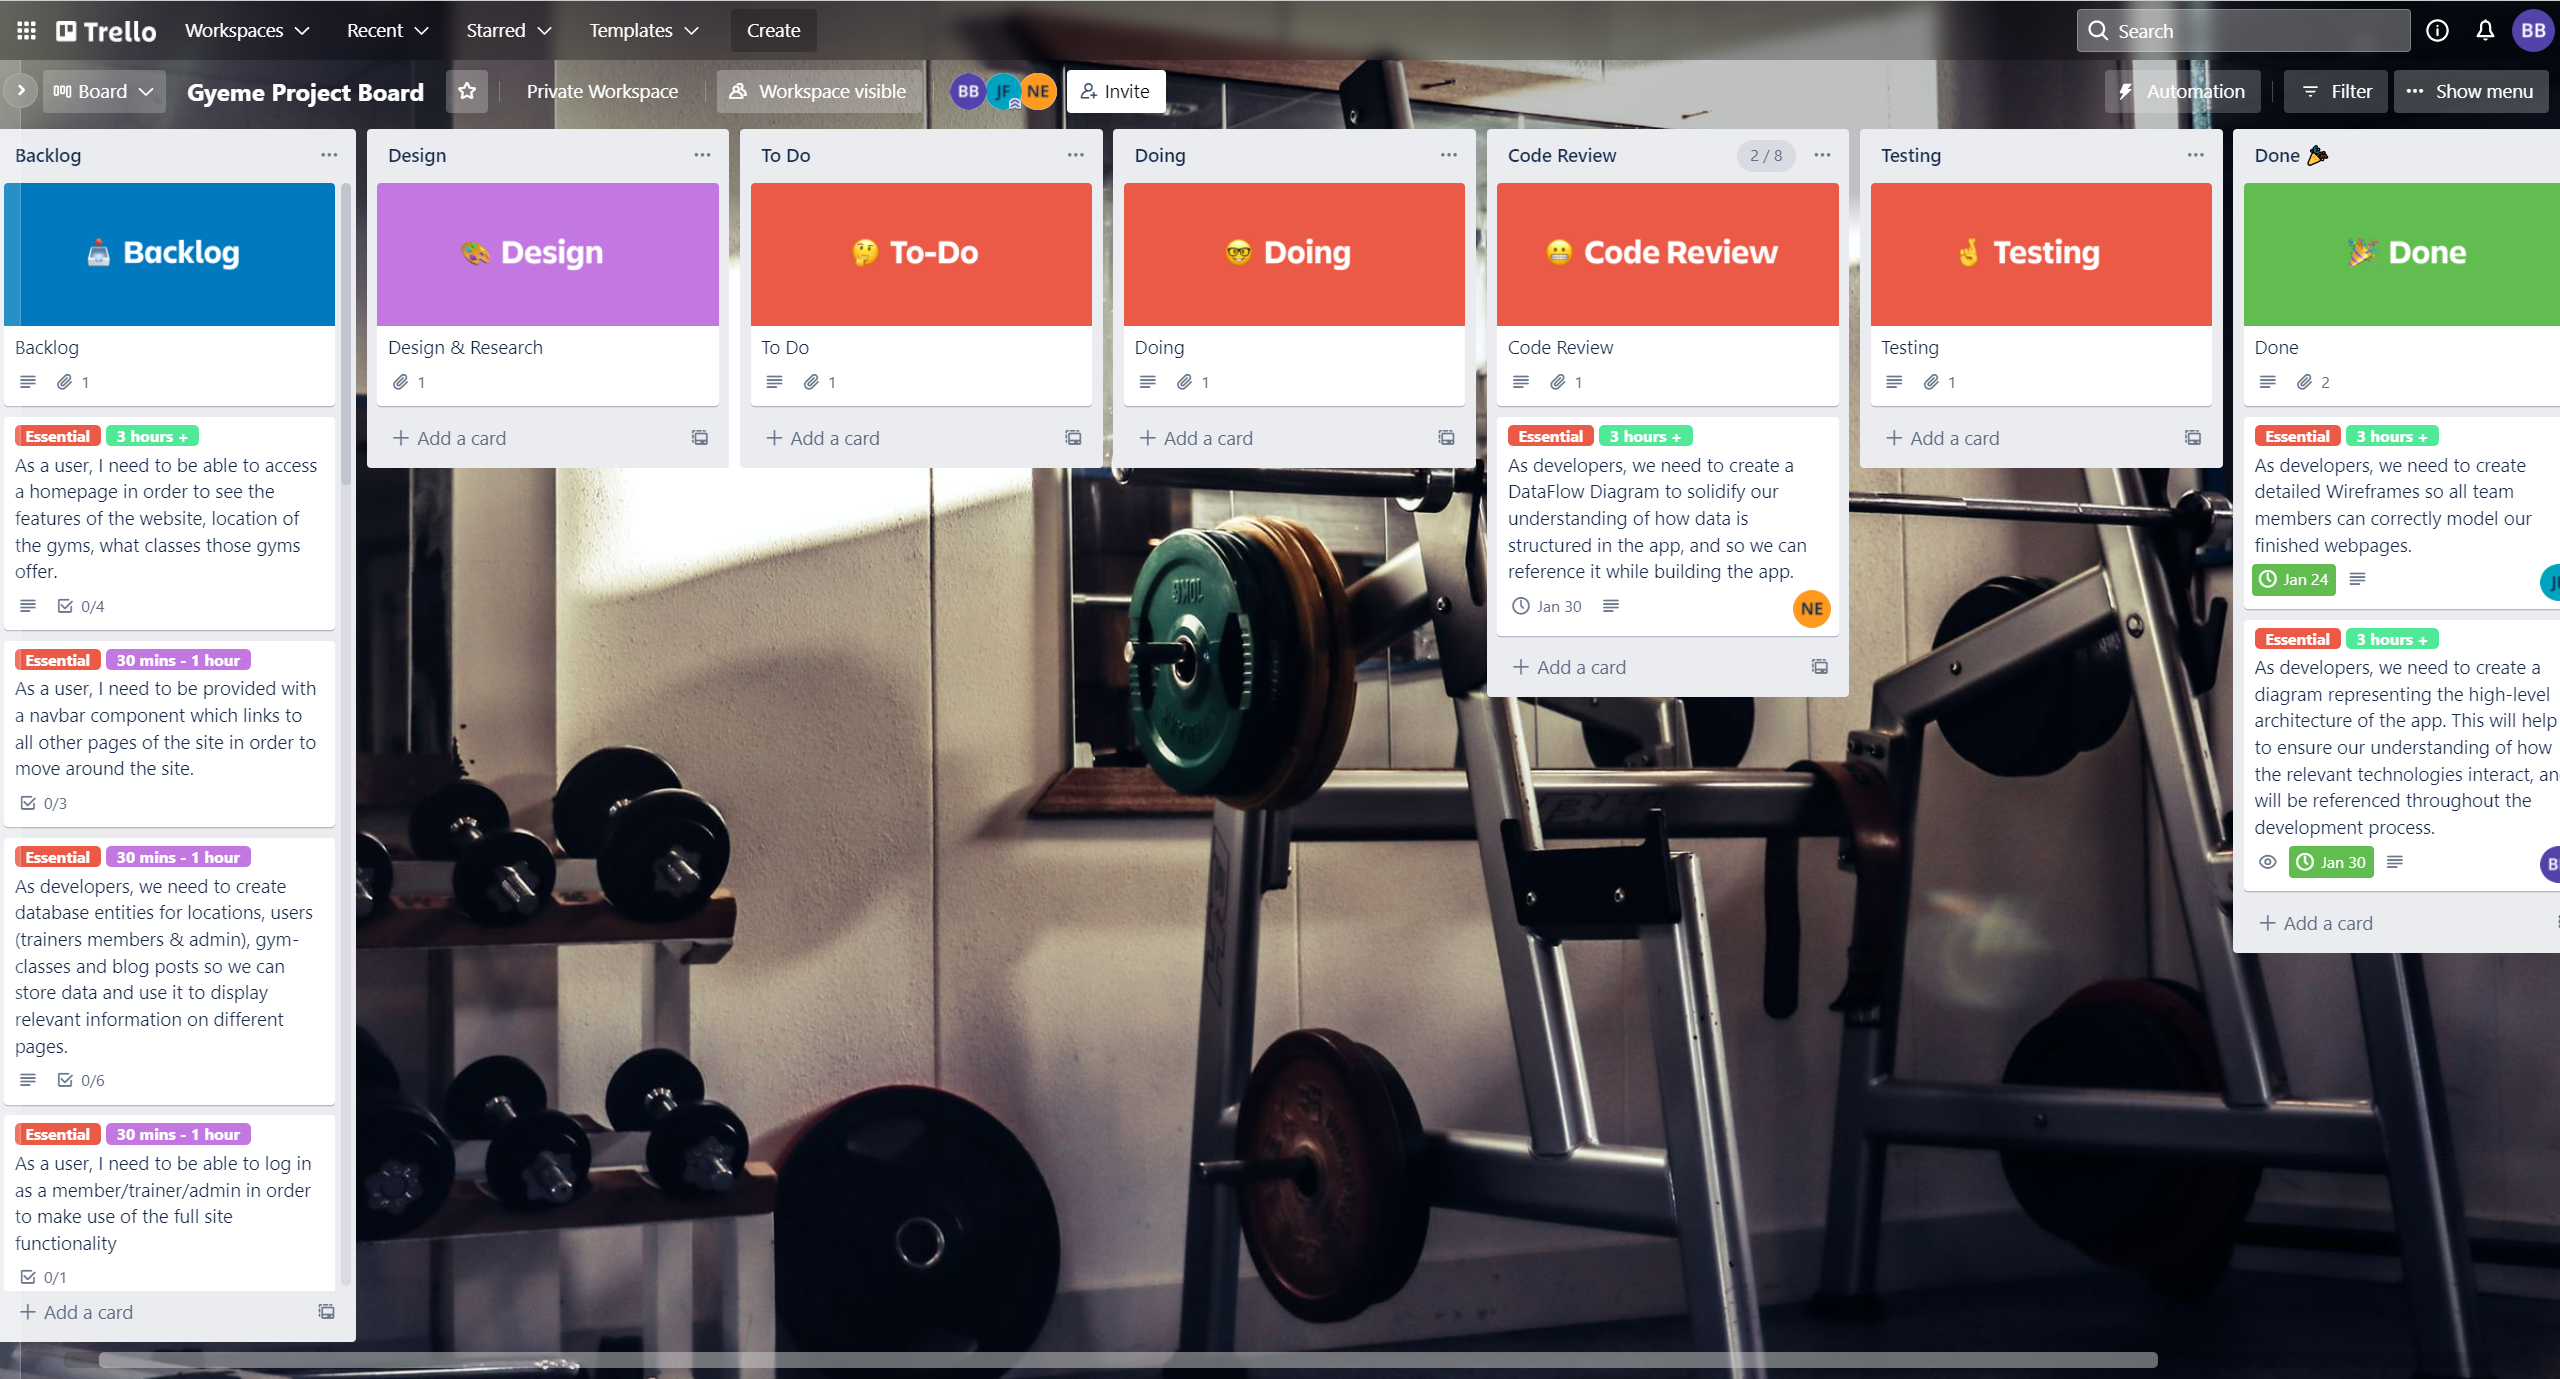 Trello Workspaces Recent Starred Templates Create Search BB
Board Gyeme Project Board Private Workspace Workspace visible BB JF NE Invite Automation Filter Show menu
Backlog
Backlog
Backlog
1
Essential 3 hours +
As a user, I need to be able to access
a homepage in order to see the
features of the website, location of
the gyms, what classes those gyms
offer.
0/4
Essential 30 mins - 1 hour
As a user, I need to be provided with
a navbar component which links to
all other pages of the site in order to
move around the site.
0/3
Essential 30 mins - 1 hour
As developers, we need to create
database entities for locations, users
(trainers members & admin), gym-
classes and blog posts so we can
store data and use it to display
relevant information on different
pages.
0/6
Essential 30 mins - 1 hour
As a user, I need to be able to log in
as a member/trainer/admin in order
to make use of the full site
functionality
0/1
+ Add a card
Design
Design
Design & Research
1
+ Add a card
To Do
To-Do
To Do
1
+ Add a card
Doing
Doing
Doing
1
+ Add a card
Code Review 2 / 8
Code Review
Code Review
1
Essential 3 hours +
As developers, we need to create a
DataFlow Diagram to solidify our
understanding of how data is
structured in the app, and so we can
reference it while building the app.
Jan 30 NE
+ Add a card
Testing
Testing
Testing
1
+ Add a card
Done
Done
Done
2
Essential 3 hours +
As developers, we need to create
detailed Wireframes so all team
members can correctly model our
finished webpages.
Jan 24
Essential 3 hours +
As developers, we need to create a
diagram representing the high-level
architecture of the app. This will help
to ensure our understanding of how
the relevant technologies interact, an
will be referenced throughout the
development process.
Jan 30
+ Add a card
10KG